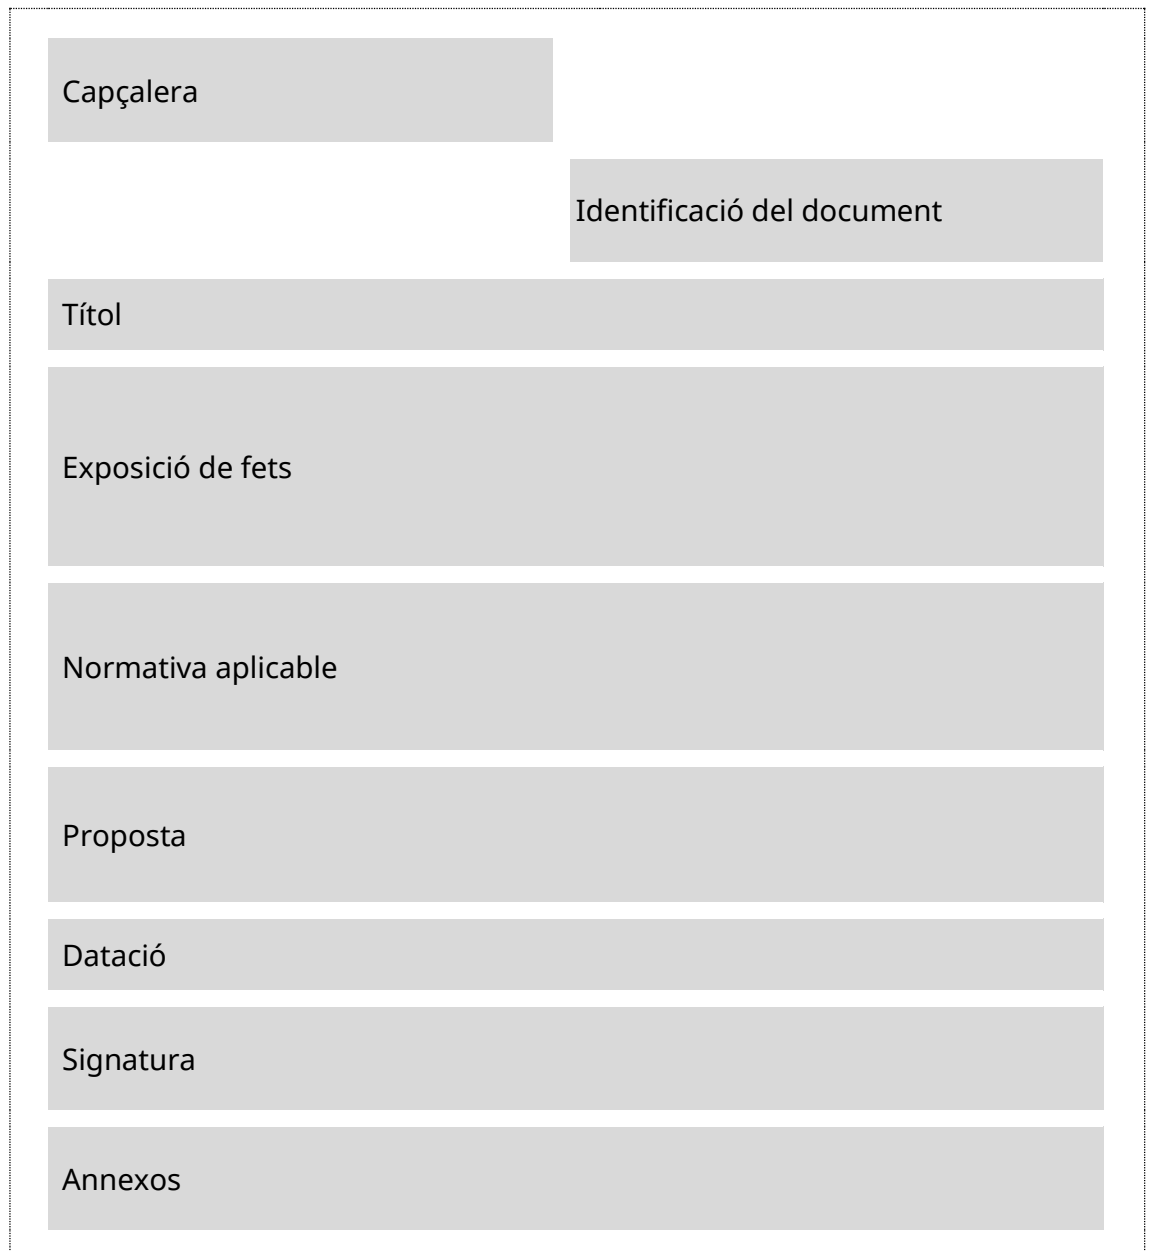 Capçalera
Identificació del document
Títol
Exposició de fets
Normativa aplicable
Proposta
Datació
Signatura
Annexos